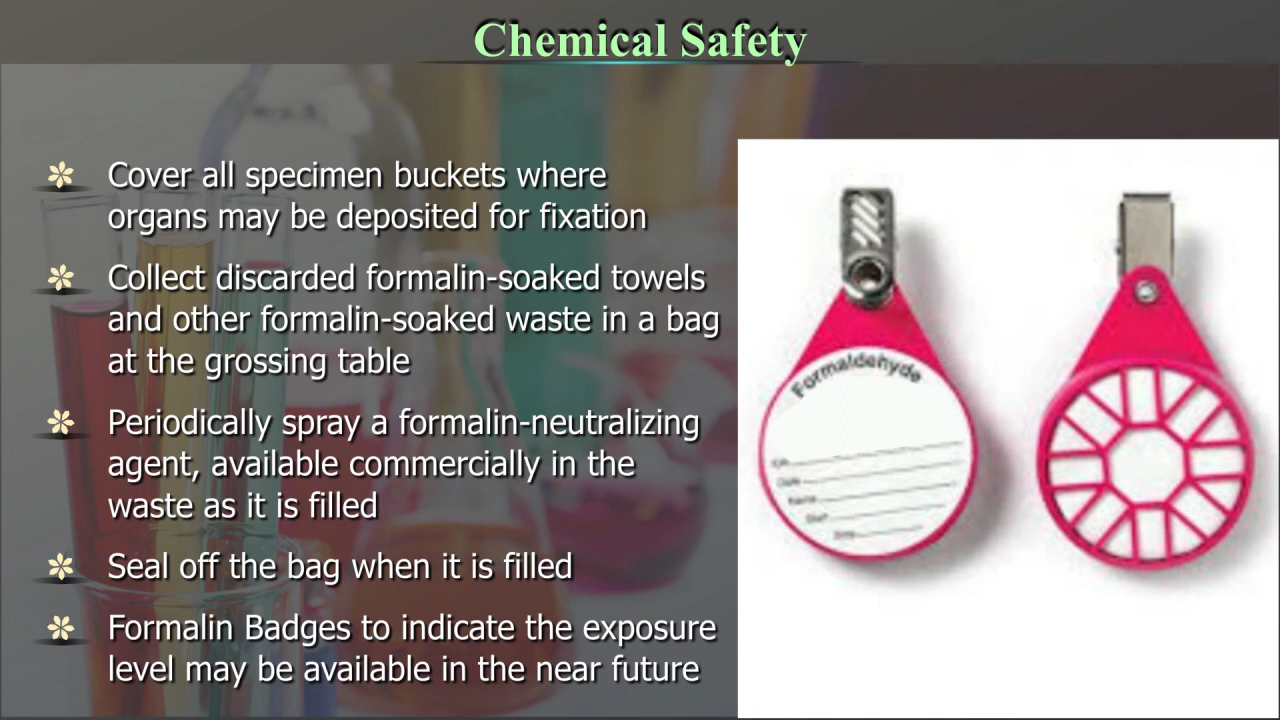 Chemical Safety
Cover all specimen buckets where
organs may be deposited for fixation
Collect discarded formalin-soaked towels
and other formalin-soaked waste in a bag
at the grossing table
Periodically spray a formalin-neutralizing
agent, available commercially in the
waste as it is filled
Seal off the bag when it is filled
Formalin Badges to indicate the exposure
level may be available in the near future
Formaldehyde